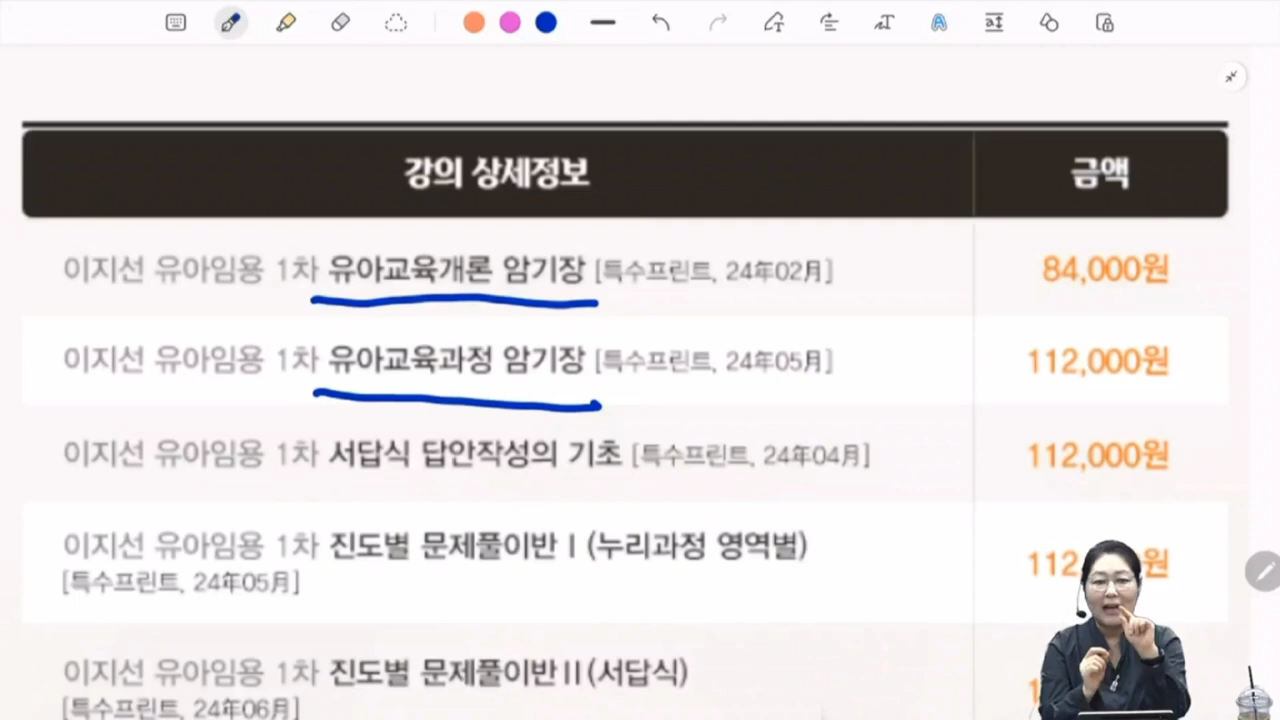 강의 상세정보 금액
이지선 유아임용 1차 유아교육개론 암기장 [특수프린트, 24年02月] 84,000원
이지선 유아임용 1차 유아교육과정 암기장 [특수프린트, 24年05月] 112,000원
이지선 유아임용 1차 서답식 답안작성의 기초 [특수프린트, 24年04月] 112,000원
이지선 유아임용 1차 진도별 문제풀이반Ⅰ(누리과정 영역별)
[특수프린트, 24年05月]
이지선 유아임용 1차 진도별 문제풀이반Ⅱ(서답식)
[특수프린트, 24年06月]